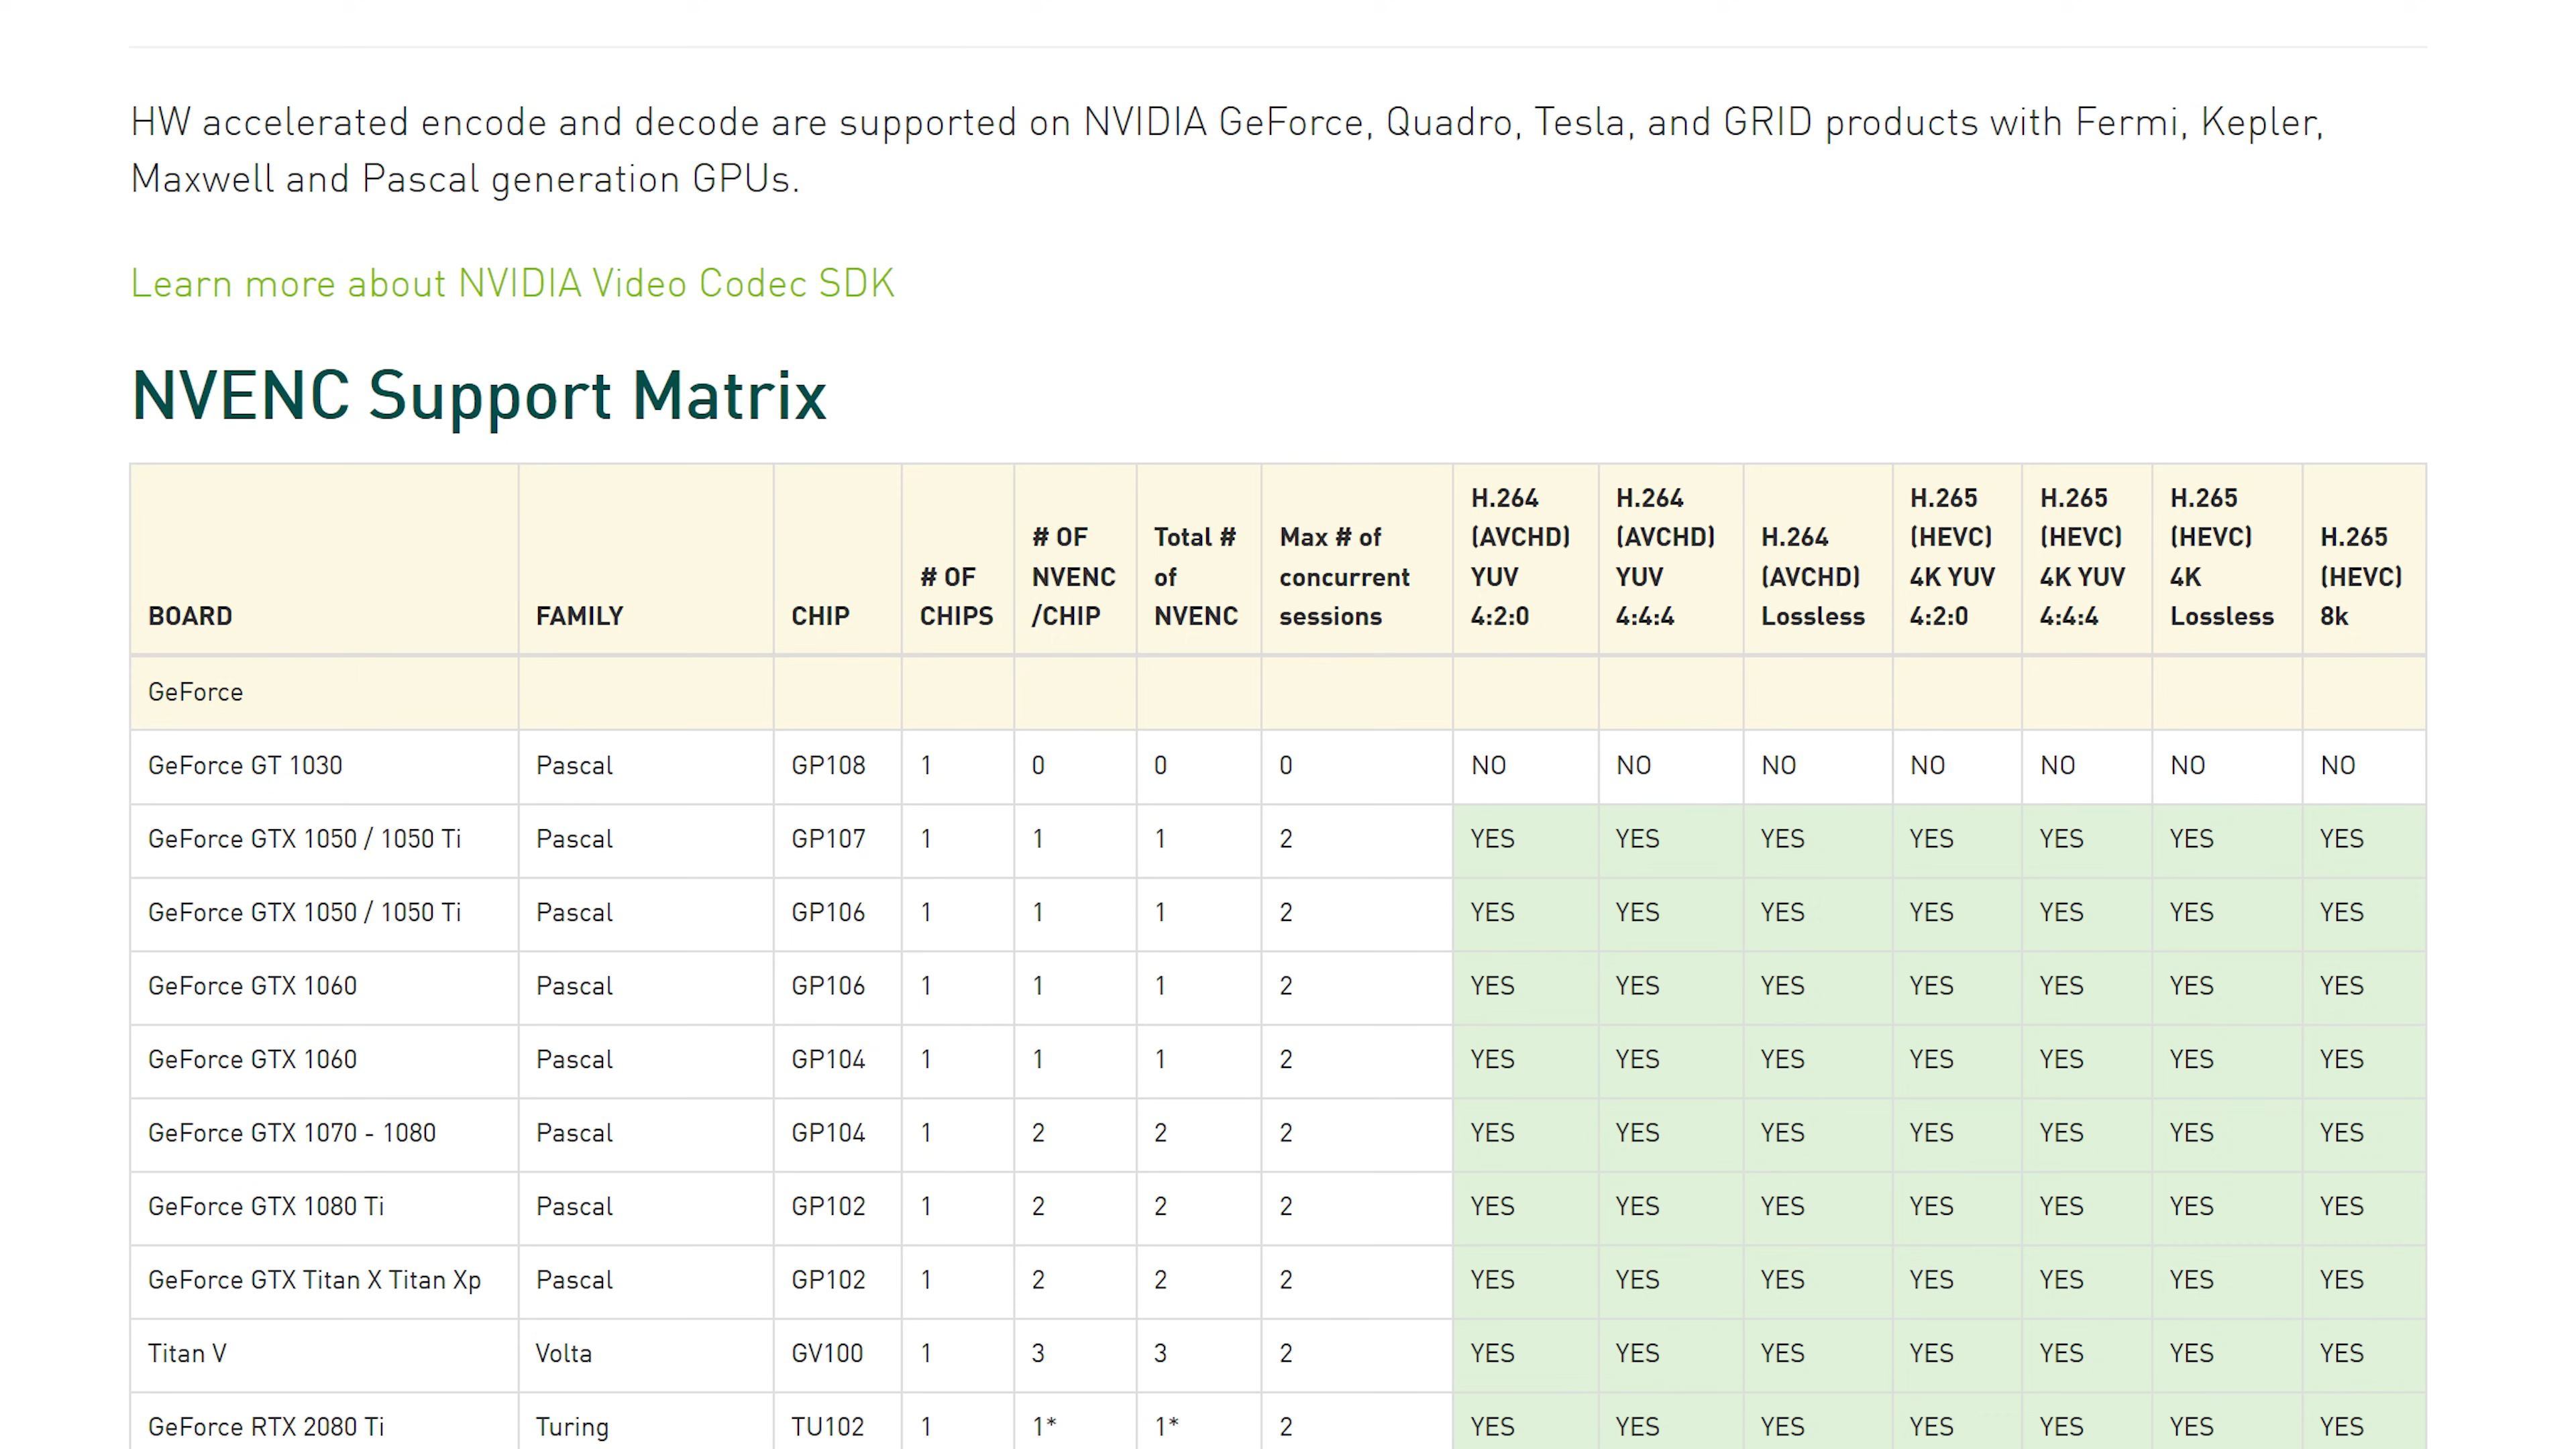 HW accelerated encode and decode are supported on NVIDIA GeForce, Quadro, Tesla, and GRID products with Fermi, Kepler,
Maxwell and Pascal generation GPUs.
Learn more about NVIDIA Video Codec SDK
NVENC Support Matrix
BOARD FAMILY CHIP # OF CHIPS # OF NVENC /CHIP Total # of NVENC Max # of concurrent sessions H.264 (AVCHD) YUV 4:2:0 H.264 (AVCHD) YUV 4:4:4 H.264 (AVCHD) Lossless H.265 (HEVC) 4K YUV 4:2:0 H.265 (HEVC) 4K YUV 4:4:4 H.265 (HEVC) 4K Lossless H.265 (HEVC) 8k
GeForce
GeForce GT 1030 Pascal GP108 1 0 0 0 NO NO NO NO NO NO NO
GeForce GTX 1050 / 1050 Ti Pascal GP107 1 1 1 2 YES YES YES YES YES YES YES
GeForce GTX 1050 / 1050 Ti Pascal GP106 1 1 1 2 YES YES YES YES YES YES YES
GeForce GTX 1060 Pascal GP106 1 1 1 2 YES YES YES YES YES YES YES
GeForce GTX 1060 Pascal GP104 1 1 1 2 YES YES YES YES YES YES YES
GeForce GTX 1070 - 1080 Pascal GP104 1 2 2 2 YES YES YES YES YES YES YES
GeForce GTX 1080 Ti Pascal GP102 1 2 2 2 YES YES YES YES YES YES YES
GeForce GTX Titan X Titan Xp Pascal GP102 1 2 2 2 YES YES YES YES YES YES YES
Titan V Volta GV100 1 3 3 2 YES YES YES YES YES YES YES
GeForce RTX 2080 Ti Turing TU102 1 1* 1* 2 YES YES YES YES YES YES YES